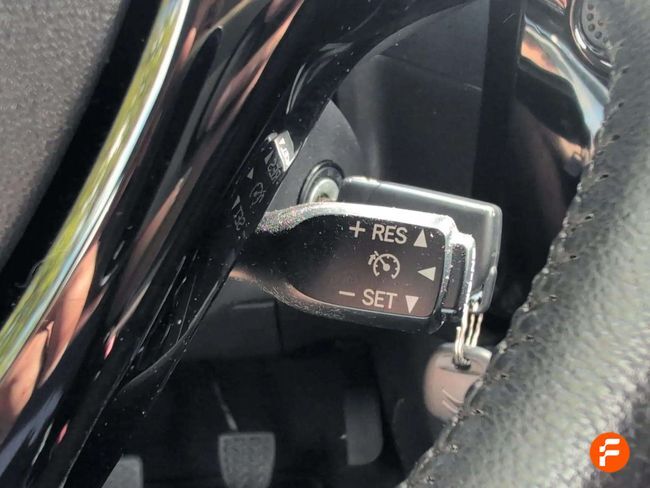 + RES ▲
− SET ▼